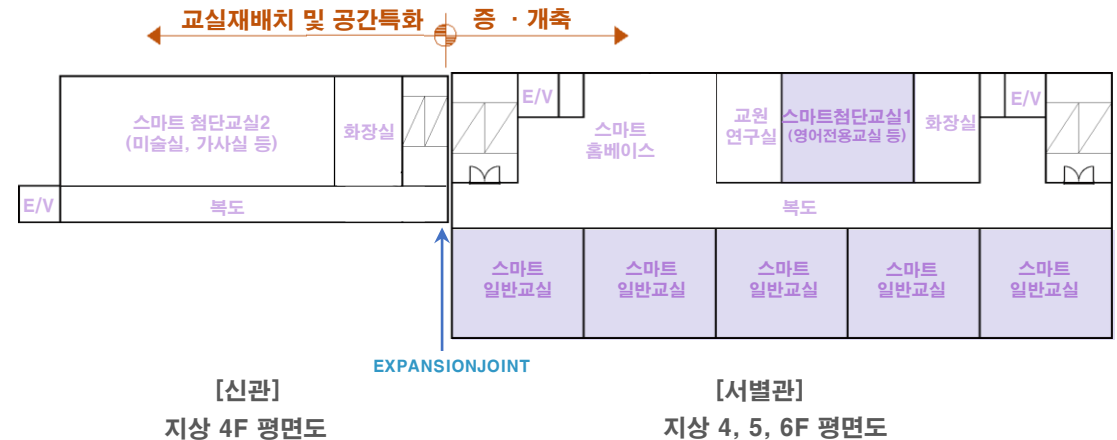 교실재배치 및 공간특화
증 · 개축
스마트 첨단교실2
(미술실, 가사실 등)
화장실
E/V
복도
E/V
스마트
홈베이스
교원
연구실
스마트첨단교실1
(영어전용교실 등)
화장실
E/V
복도
스마트
일반교실
스마트
일반교실
스마트
일반교실
스마트
일반교실
스마트
일반교실
EXPANSIONJOINT
[신관]
지상 4F 평면도
[서별관]
지상 4, 5, 6F 평면도